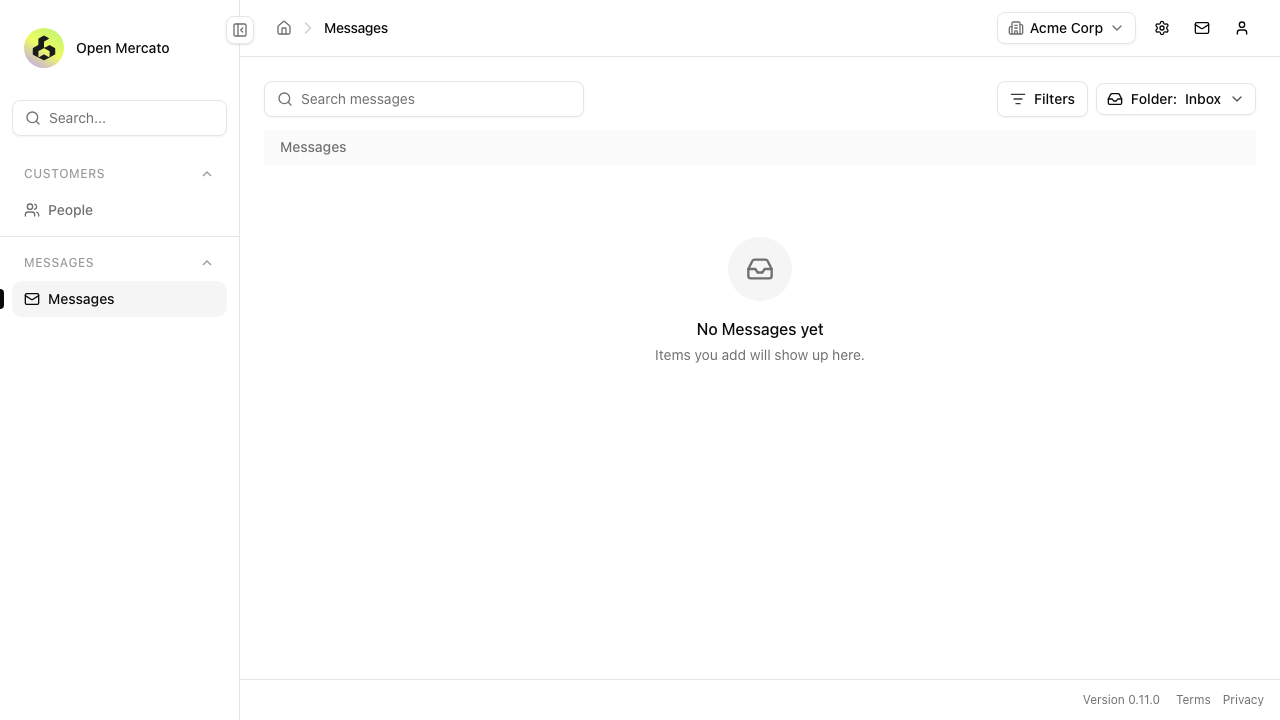 Open Mercato
Messages
Acme Corp
Search...
CUSTOMERS
People
MESSAGES
Messages
Search messages
Filters
Folder: Inbox
Messages
No Messages yet
Items you add will show up here.
Version 0.11.0 Terms Privacy